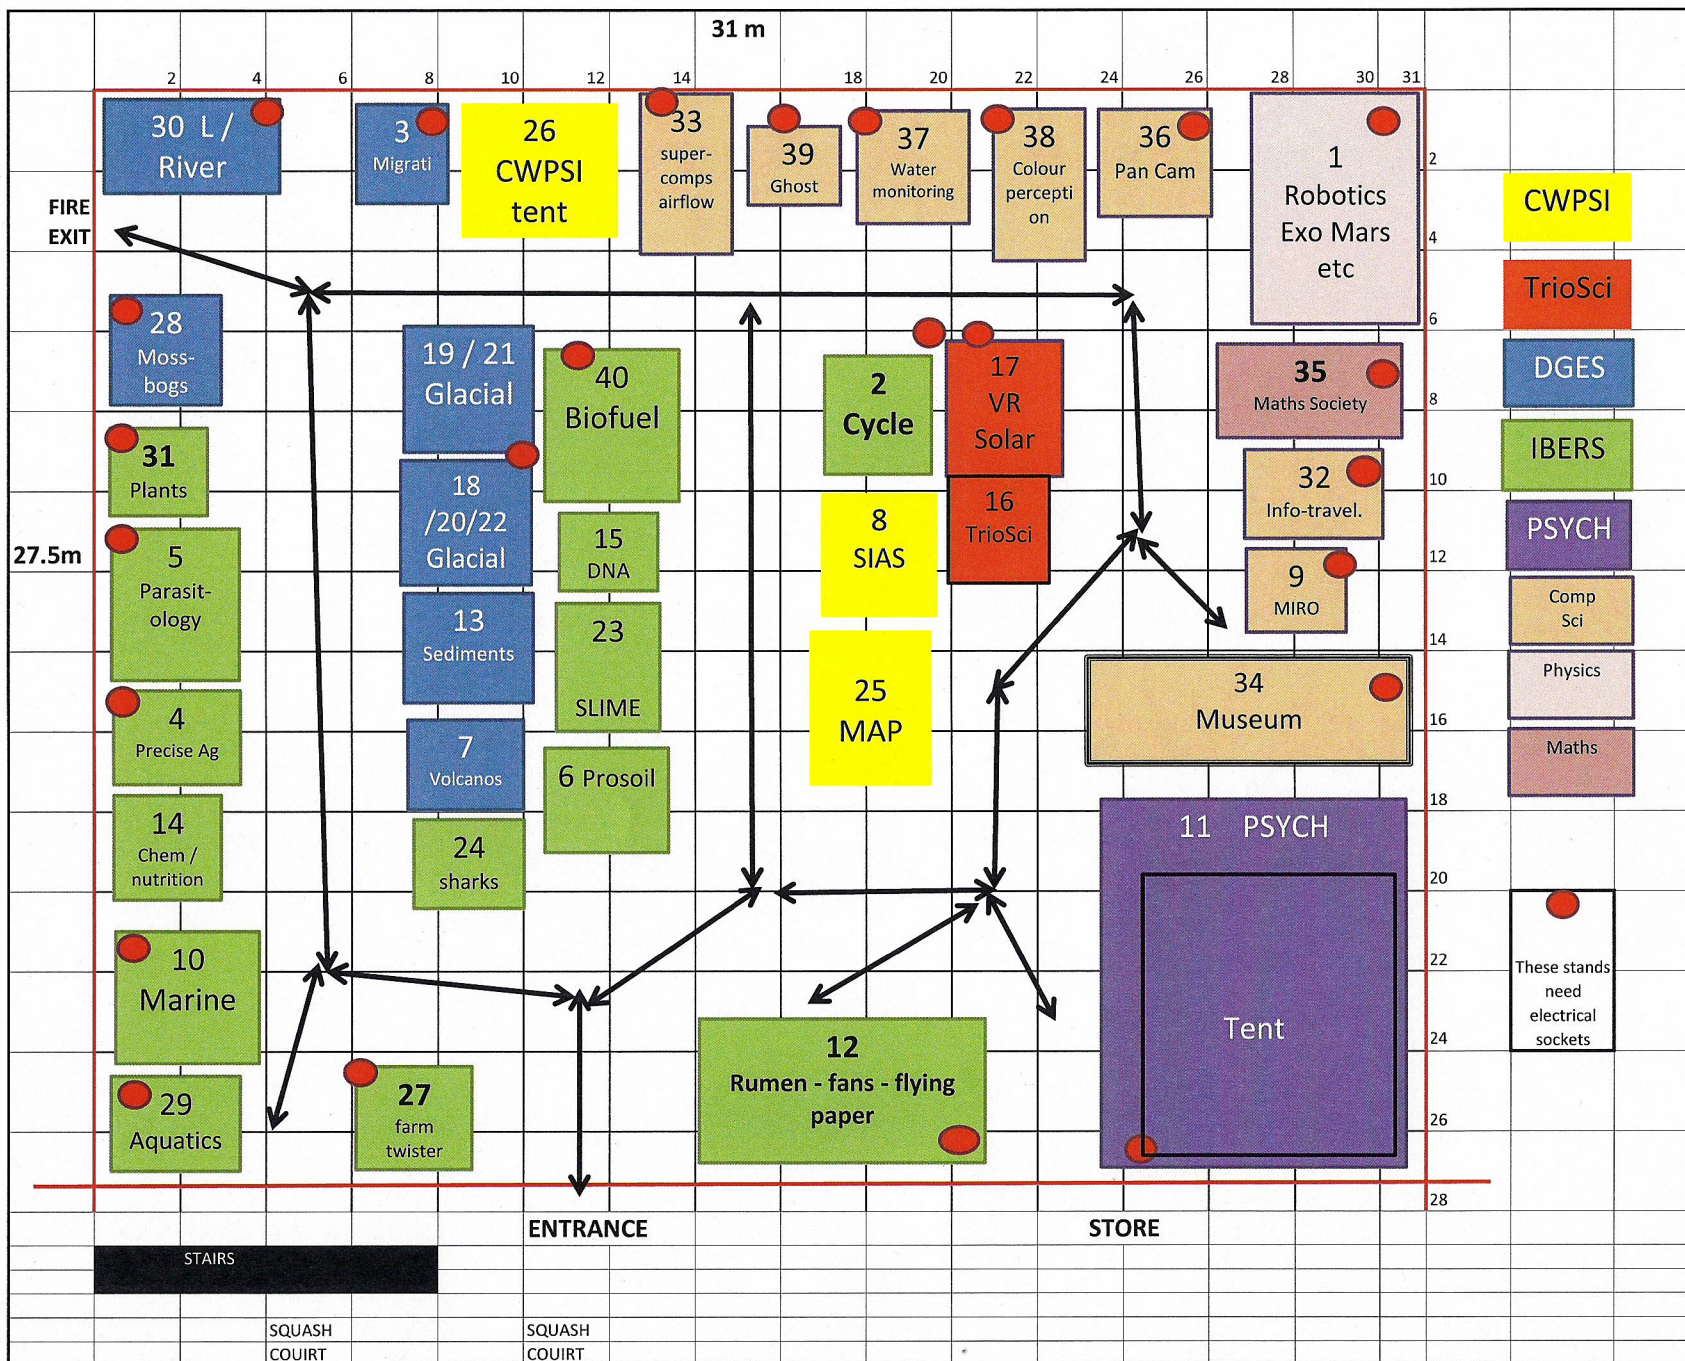 31 m
2 4 6 8 10 12 14 18 20 22 24 26 28 30 31
30 L /
River
3
Migrati
26
CWPSI
tent
33
super-
comps
airflow
39
Ghost
37
Water
monitoring
38
Colour
percepti
on
36
Pan Cam
1
Robotics
Exo Mars
etc
2
4
6
8
10
12
14
16
18
20
22
24
26
28
FIRE
EXIT
27.5m
28
Moss-
bogs
31
Plants
5
Parasit-
ology
4
Precise Ag
14
Chem /
nutrition
10
Marine
29
Aquatics
19 / 21
Glacial
18
/20/22
Glacial
13
Sediments
7
Volcanos
24
sharks
27
farm
twister
40
Biofuel
15
DNA
23
SLIME
6 Prosoil
2
Cycle
8
SIAS
25
MAP
17
VR
Solar
16
TrioSci
12
Rumen - fans - flying
paper
35
Maths Society
32
Info-travel.
9
MIRO
34
Museum
11 PSYCH
Tent
CWPSI
TrioSci
DGES
IBERS
PSYCH
Comp
Sci
Physics
Maths
These stands
need
electrical
sockets
ENTRANCE
STORE
STAIRS
SQUASH
COUIRT
SQUASH
COUIRT